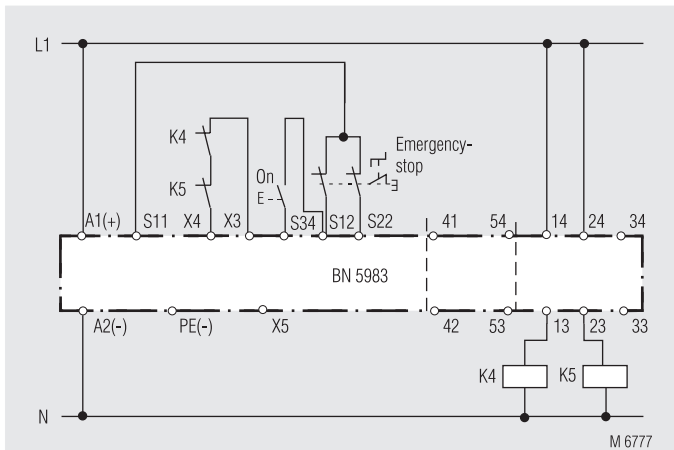 L1
K4
K5
On
E
Emergency-
stop
E
A1(+) S11 X4 X3 S34 S12 S22 41 54 14 24 34
BN 5983
A2(-) PE(-) X5 42 53 13 23 33
K4 K5
N
M 6777